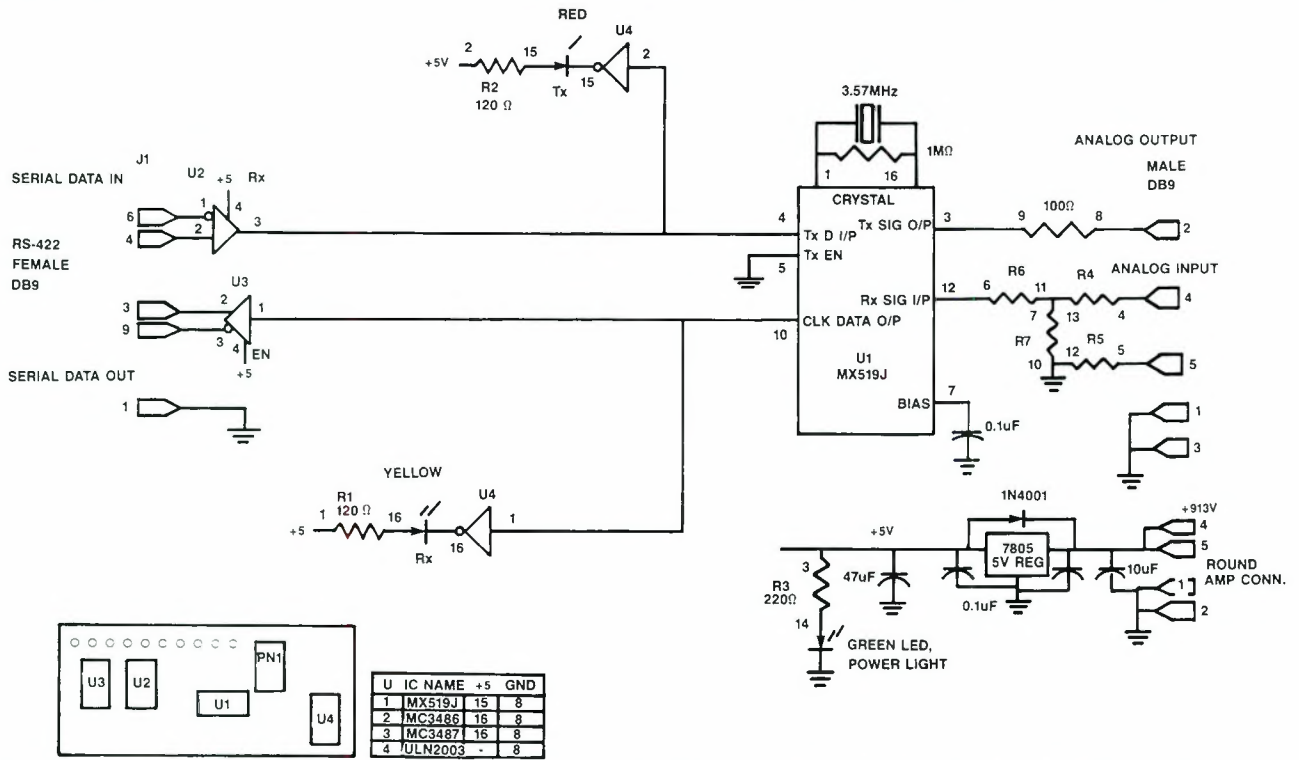 RED
U4
2
15
2
+5V
R2
120 Ω
Tx
15
3.57MHz
1MΩ
1
16
CRYSTAL
ANALOG OUTPUT
MALE
DB9
J1
U2
+5
Rx
SERIAL DATA IN
6
1
4
4
2
3
RS-422
FEMALE
DB9
4
Tx D I/P
Tx EN
5
Tx SIG O/P
3
9
100Ω
8
2
U3
3
2
1
9
3
4
EN
+5
SERIAL DATA OUT
1
Rx SIG I/P
12
6
R6
11
R4
ANALOG INPUT
4
7
13
4
R7
12
R5
5
10
5
CLK DATA O/P
10
U1
MX519J
BIAS
7
0.1uF
1
3
YELLOW
R1
120 Ω
1
+5
16
Rx
U4
16
1
1N4001
+5V
7805
5V REG
+913V
4
5
ROUND
AMP CONN.
1
2
3
R3
220Ω
14
47uF
0.1uF
10uF
GREEN LED,
POWER LIGHT
PN1
U3
U2
U1
U4
U IC NAME +5 GND
1 MX519J 15 8
2 MC3486 16 8
3 MC3487 16 8
4 ULN2003 - 8